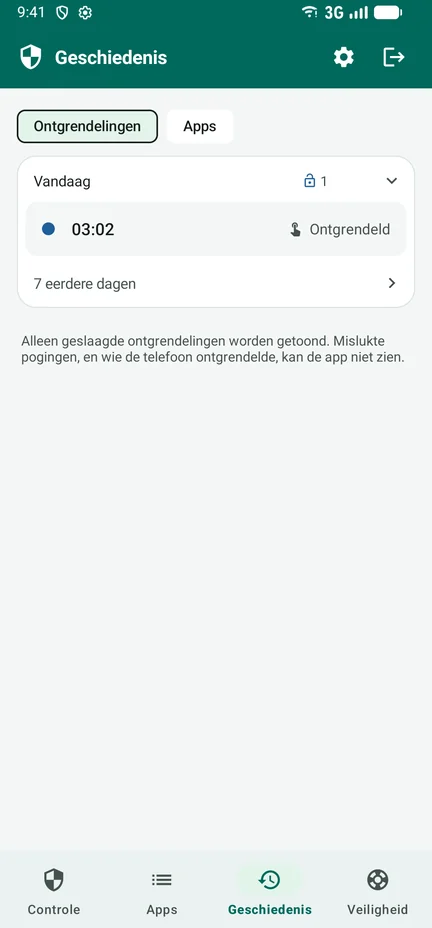 9:41 3G
Geschiedenis
Ontgrendelingen Apps
Vandaag 1
03:02 Ontgrendeld
7 eerdere dagen
Alleen geslaagde ontgrendelingen worden getoond. Mislukte
pogingen, en wie de telefoon ontgrendelde, kan de app niet zien.
Controle Apps Geschiedenis Veiligheid